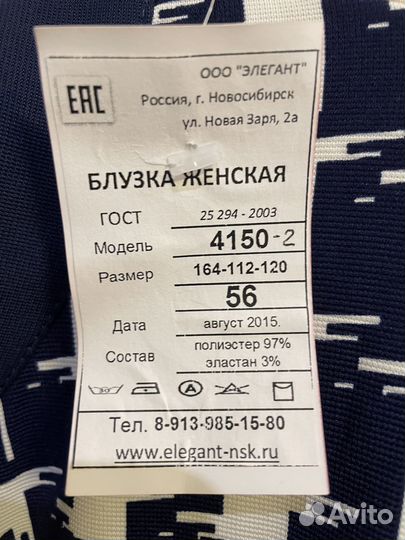 EAC
ООО "ЭЛЕГАНТ"
Россия, г. Новосибирск
ул. Новая Заря, 2а
БЛУЗКА ЖЕНСКАЯ
ГОСТ 25 294 - 2003
Модель 4150-2
Размер 164-112-120
56
Дата август 2015.
Состав полиэстер 97%
эластан 3%
30 A
Тел. 8-913-985-15-80
www.elegant-nsk.ru
Avito